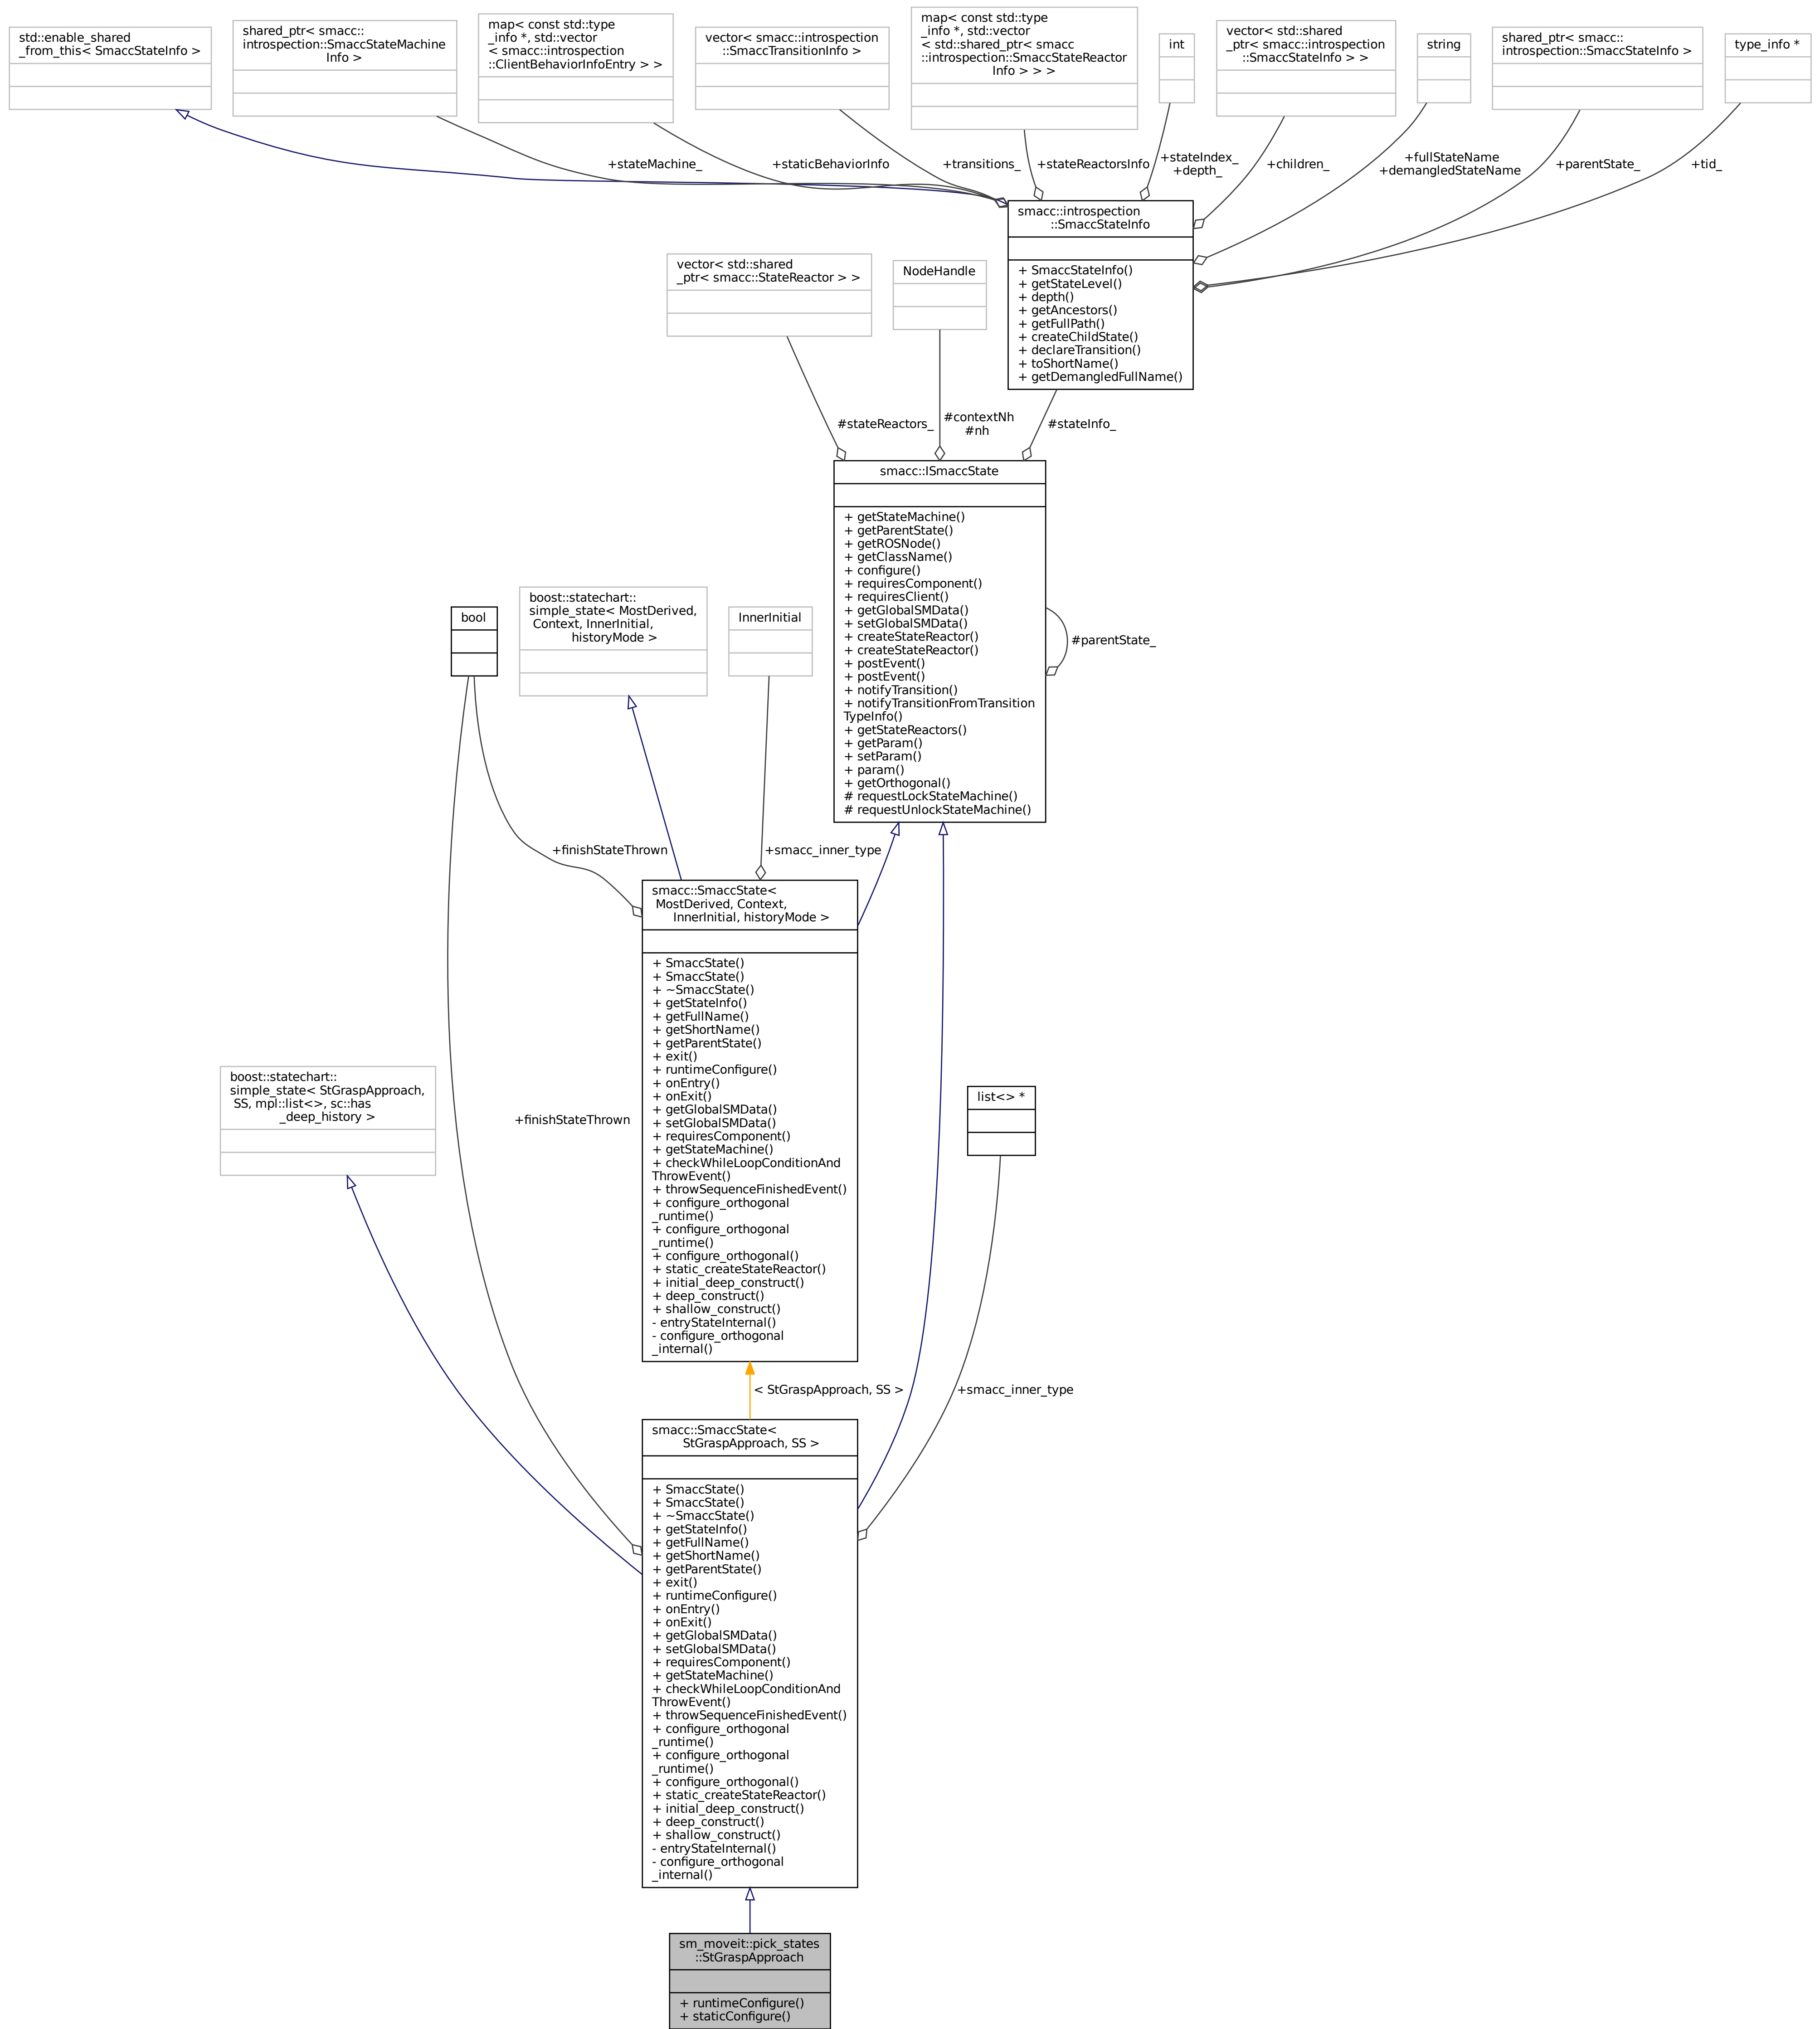 std::enable_shared
_from_this< SmaccStateInfo >
shared_ptr< smacc::
introspection::SmaccStateMachine
Info >
map< const std::type
_info *, std::vector
< smacc::introspection
::ClientBehaviorInfoEntry > >
vector< smacc::introspection
::SmaccTransitionInfo >
map< const std::type
_info *, std::vector
< std::shared_ptr< smacc
::introspection::SmaccStateReactor
Info > > >
int
vector< std::shared
_ptr< smacc::introspection
::SmaccStateInfo > >
string
shared_ptr< smacc::
introspection::SmaccStateInfo >
type_info *
+stateMachine_
+staticBehaviorInfo
+transitions_
+stateReactorsInfo
+stateIndex_
+depth_
+children_
+fullStateName
+demangledStateName
+parentState_
+tid_
smacc::introspection
::SmaccStateInfo
+ SmaccStateInfo()
+ getStateLevel()
+ depth()
+ getAncestors()
+ getFullPath()
+ createChildState()
+ declareTransition()
+ toShortName()
+ getDemangledFullName()
vector< std::shared
_ptr< smacc::StateReactor > >
NodeHandle
#stateReactors_
#contextNh
#nh
#stateInfo_
smacc::ISmaccState
+ getStateMachine()
+ getParentState()
+ getROSNode()
+ getClassName()
+ configure()
+ requiresComponent()
+ requiresClient()
+ getGlobalSMData()
+ setGlobalSMData()
+ createStateReactor()
+ createStateReactor()
+ postEvent()
+ postEvent()
+ notifyTransition()
+ notifyTransitionFromTransition
TypeInfo()
+ getStateReactors()
+ getParam()
+ setParam()
+ param()
+ getOrthogonal()
# requestLockStateMachine()
# requestUnlockStateMachine()
#parentState_
bool
boost::statechart::
simple_state< MostDerived,
Context, InnerInitial,
historyMode >
InnerInitial
+finishStateThrown
+smacc_inner_type
smacc::SmaccState<
MostDerived, Context,
InnerInitial, historyMode >
+ SmaccState()
+ SmaccState()
+ ~SmaccState()
+ getStateInfo()
+ getFullName()
+ getShortName()
+ getParentState()
+ exit()
+ runtimeConfigure()
+ onEntry()
+ onExit()
+ getGlobalSMData()
+ setGlobalSMData()
+ requiresComponent()
+ getStateMachine()
+ checkWhileLoopConditionAnd
ThrowEvent()
+ throwSequenceFinishedEvent()
+ configure_orthogonal
_runtime()
+ configure_orthogonal
_runtime()
+ configure_orthogonal()
+ static_createStateReactor()
+ initial_deep_construct()
+ deep_construct()
+ shallow_construct()
- entryStateInternal()
- configure_orthogonal
_internal()
boost::statechart::
simple_state< StGraspApproach,
SS, mpl::list<>, sc::has
_deep_history >
+finishStateThrown
list<> *
< StGraspApproach, SS >
+smacc_inner_type
smacc::SmaccState<
StGraspApproach, SS >
+ SmaccState()
+ SmaccState()
+ ~SmaccState()
+ getStateInfo()
+ getFullName()
+ getShortName()
+ getParentState()
+ exit()
+ runtimeConfigure()
+ onEntry()
+ onExit()
+ getGlobalSMData()
+ setGlobalSMData()
+ requiresComponent()
+ getStateMachine()
+ checkWhileLoopConditionAnd
ThrowEvent()
+ throwSequenceFinishedEvent()
+ configure_orthogonal
_runtime()
+ configure_orthogonal
_runtime()
+ configure_orthogonal()
+ static_createStateReactor()
+ initial_deep_construct()
+ deep_construct()
+ shallow_construct()
- entryStateInternal()
- configure_orthogonal
_internal()
sm_moveit::pick_states
::StGraspApproach
+ runtimeConfigure()
+ staticConfigure()